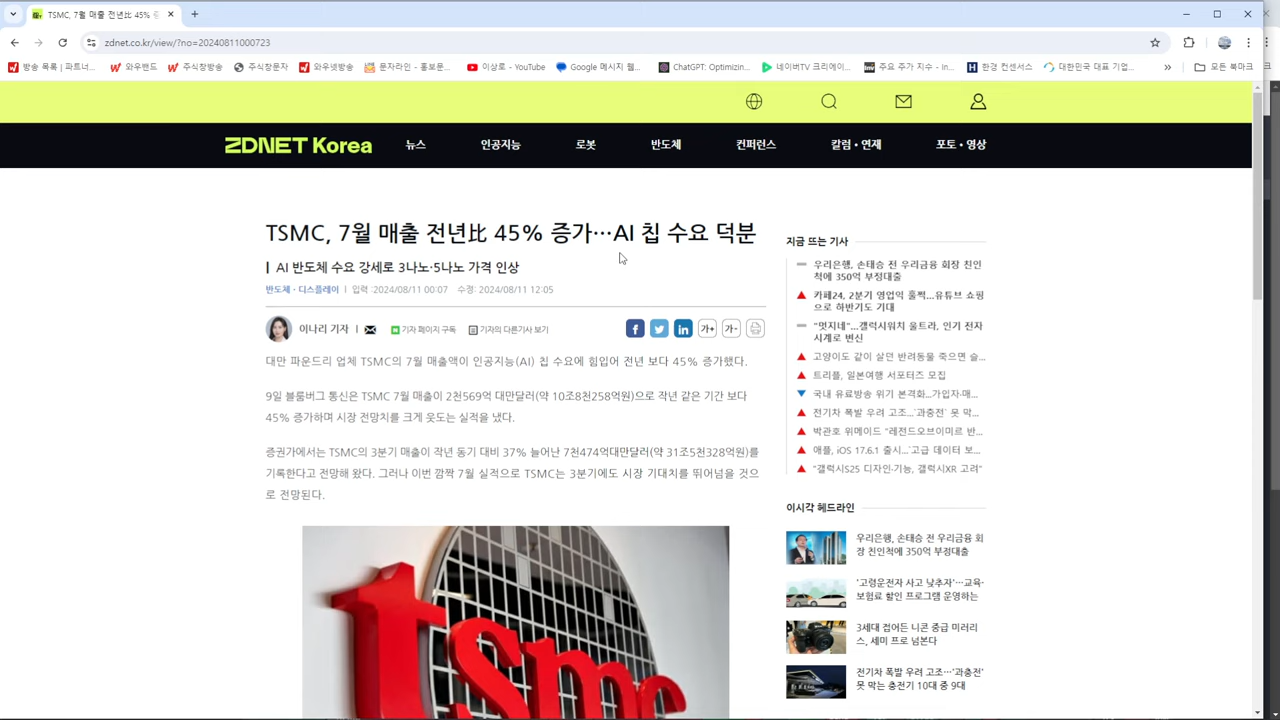 TSMC, 7월 매출 전년比 45% 증
zdnet.co.kr/view/?no=20240811000723
방송 목록 | 파트너... 와우밴드 주식창방송 주식창문자 와우넷방송 문자라인 - 홍보문... 이상로 - YouTube Google 메시지 웹... ChatGPT: Optimizin... 네이버TV 크리에이... 주요 주가 지수 - In... 한경 컨센서스 대한민국 대표 기업... » 모든 북마크
ZDNET Korea 뉴스 인공지능 로봇 반도체 컨퍼런스 칼럼 • 연재 포토 • 영상
TSMC, 7월 매출 전년比 45% 증가…AI 칩 수요 덕분
AI 반도체 수요 강세로 3나노·5나노 가격 인상
반도체ㆍ디스플레이 | 입력 :2024/08/11 00:07 수정: 2024/08/11 12:05
이나리 기자 | 기자 페이지 구독 기자의 다른기사 보기 가+ 가-
대만 파운드리 업체 TSMC의 7월 매출액이 인공지능(AI) 칩 수요에 힘입어 전년 보다 45% 증가했다.
9일 블룸버그 통신은 TSMC 7월 매출이 2천569억 대만달러(약 10조8천258억원)으로 작년 같은 기간 보다
45% 증가하며 시장 전망치를 크게 웃도는 실적을 냈다.
증권가에서는 TSMC의 3분기 매출이 작년 동기 대비 37% 늘어난 7천474억대만달러(약 31조5천328억원)를
기록한다고 전망해 왔다. 그러나 이번 깜짝 7월 실적으로 TSMC는 3분기에도 시장 기대치를 뛰어넘을 것으
로 전망된다.
tsmc
지금 뜨는 기사
우리은행, 손태승 전 우리금융 회장 친인
척에 350억 부정대출
카페24, 2분기 영업익 훌쩍...유튜브 쇼핑
으로 하반기도 기대
"멋지네"...갤럭시워치 울트라, 인기 전자
시계로 변신
고양이도 같이 살던 반려동물 죽으면 슬...
트리플, 일본여행 서포터즈 모집
국내 유료방송 위기 본격화...가입자·매...
전기차 폭발 우려 고조...'과충전' 못 막...
박관호 위메이드 "레전드오브이미르 반...
애플, iOS 17.6.1 출시...'고급 데이터 보...
"갤럭시S25 디자인·기능, 갤럭시XR 고려"
이시각 헤드라인
우리은행, 손태승 전 우리금융 회
장 친인척에 350억 부정대출
'고령운전자 사고 낮추자'…교육·
보험료 할인 프로그램 운영하는
3세대 접어든 니콘 중급 미러리
스, 세미 프로 넘본다
전기차 폭발 우려 고조…'과충전'
못 막는 충전기 10대 중 9대